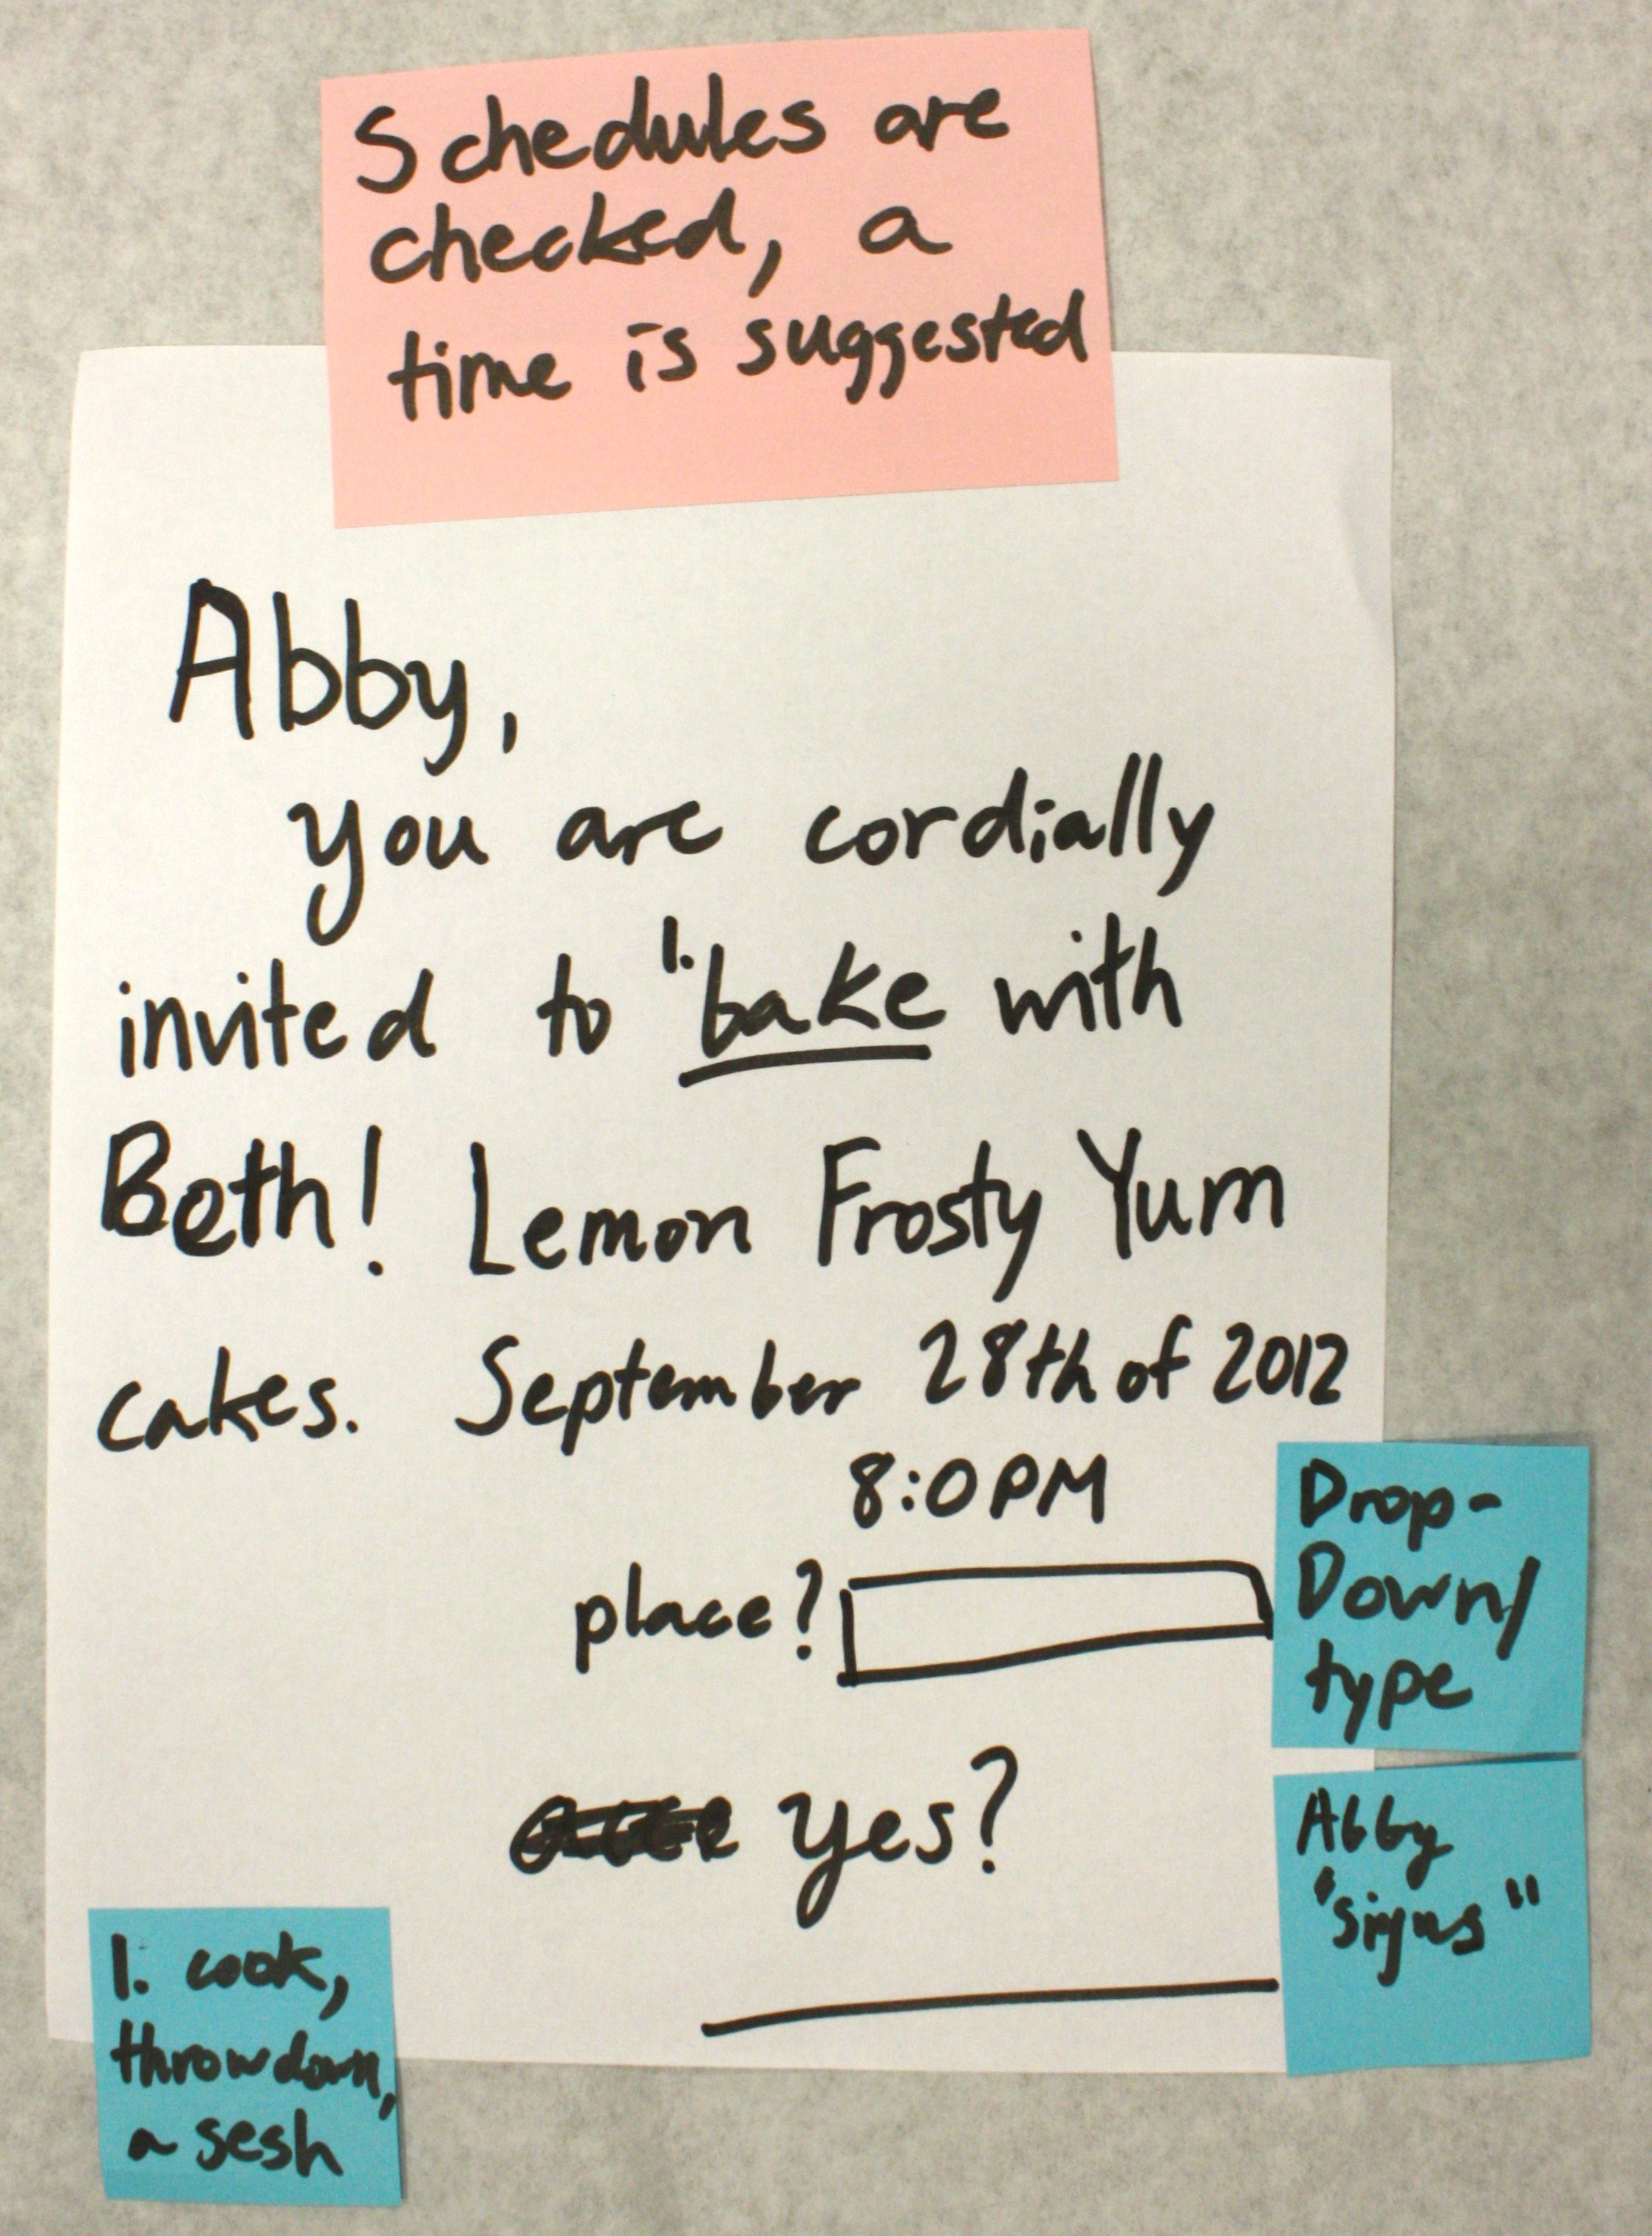 Schedules are
checked, a
time is suggested
Abby,
you are cordially
invited to 1. bake with
Beth! Lemon Frosty Yum
cakes. September 28th of 2012
8:0PM
place?
Drop-
Down/
type
yes?
Abby
"signs"
1. cook,
throwdown,
a sesh